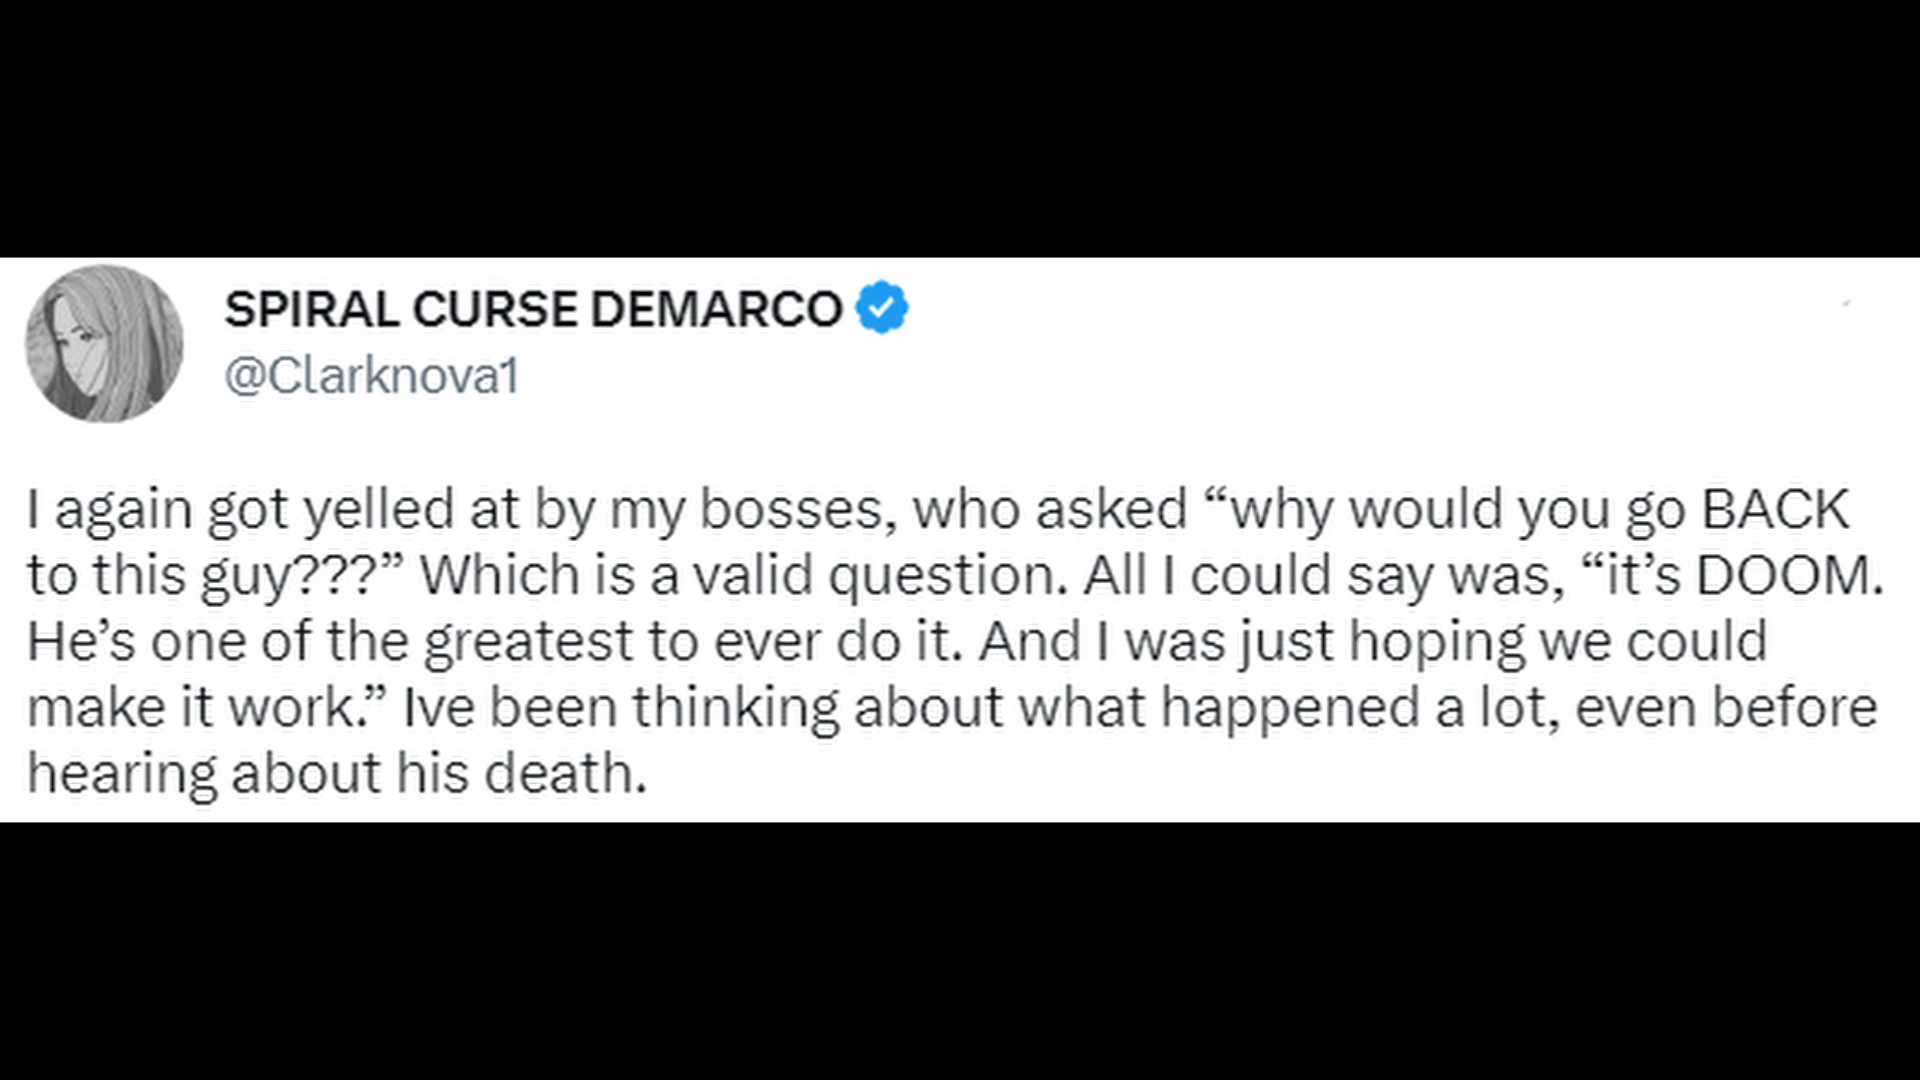 SPIRAL CURSE DEMARCO
@Clarknova1
I again got yelled at by my bosses, who asked “why would you go BACK
to this guy???” Which is a valid question. All I could say was, “it’s DOOM.
He’s one of the greatest to ever do it. And I was just hoping we could
make it work.” Ive been thinking about what happened a lot, even before
hearing about his death.